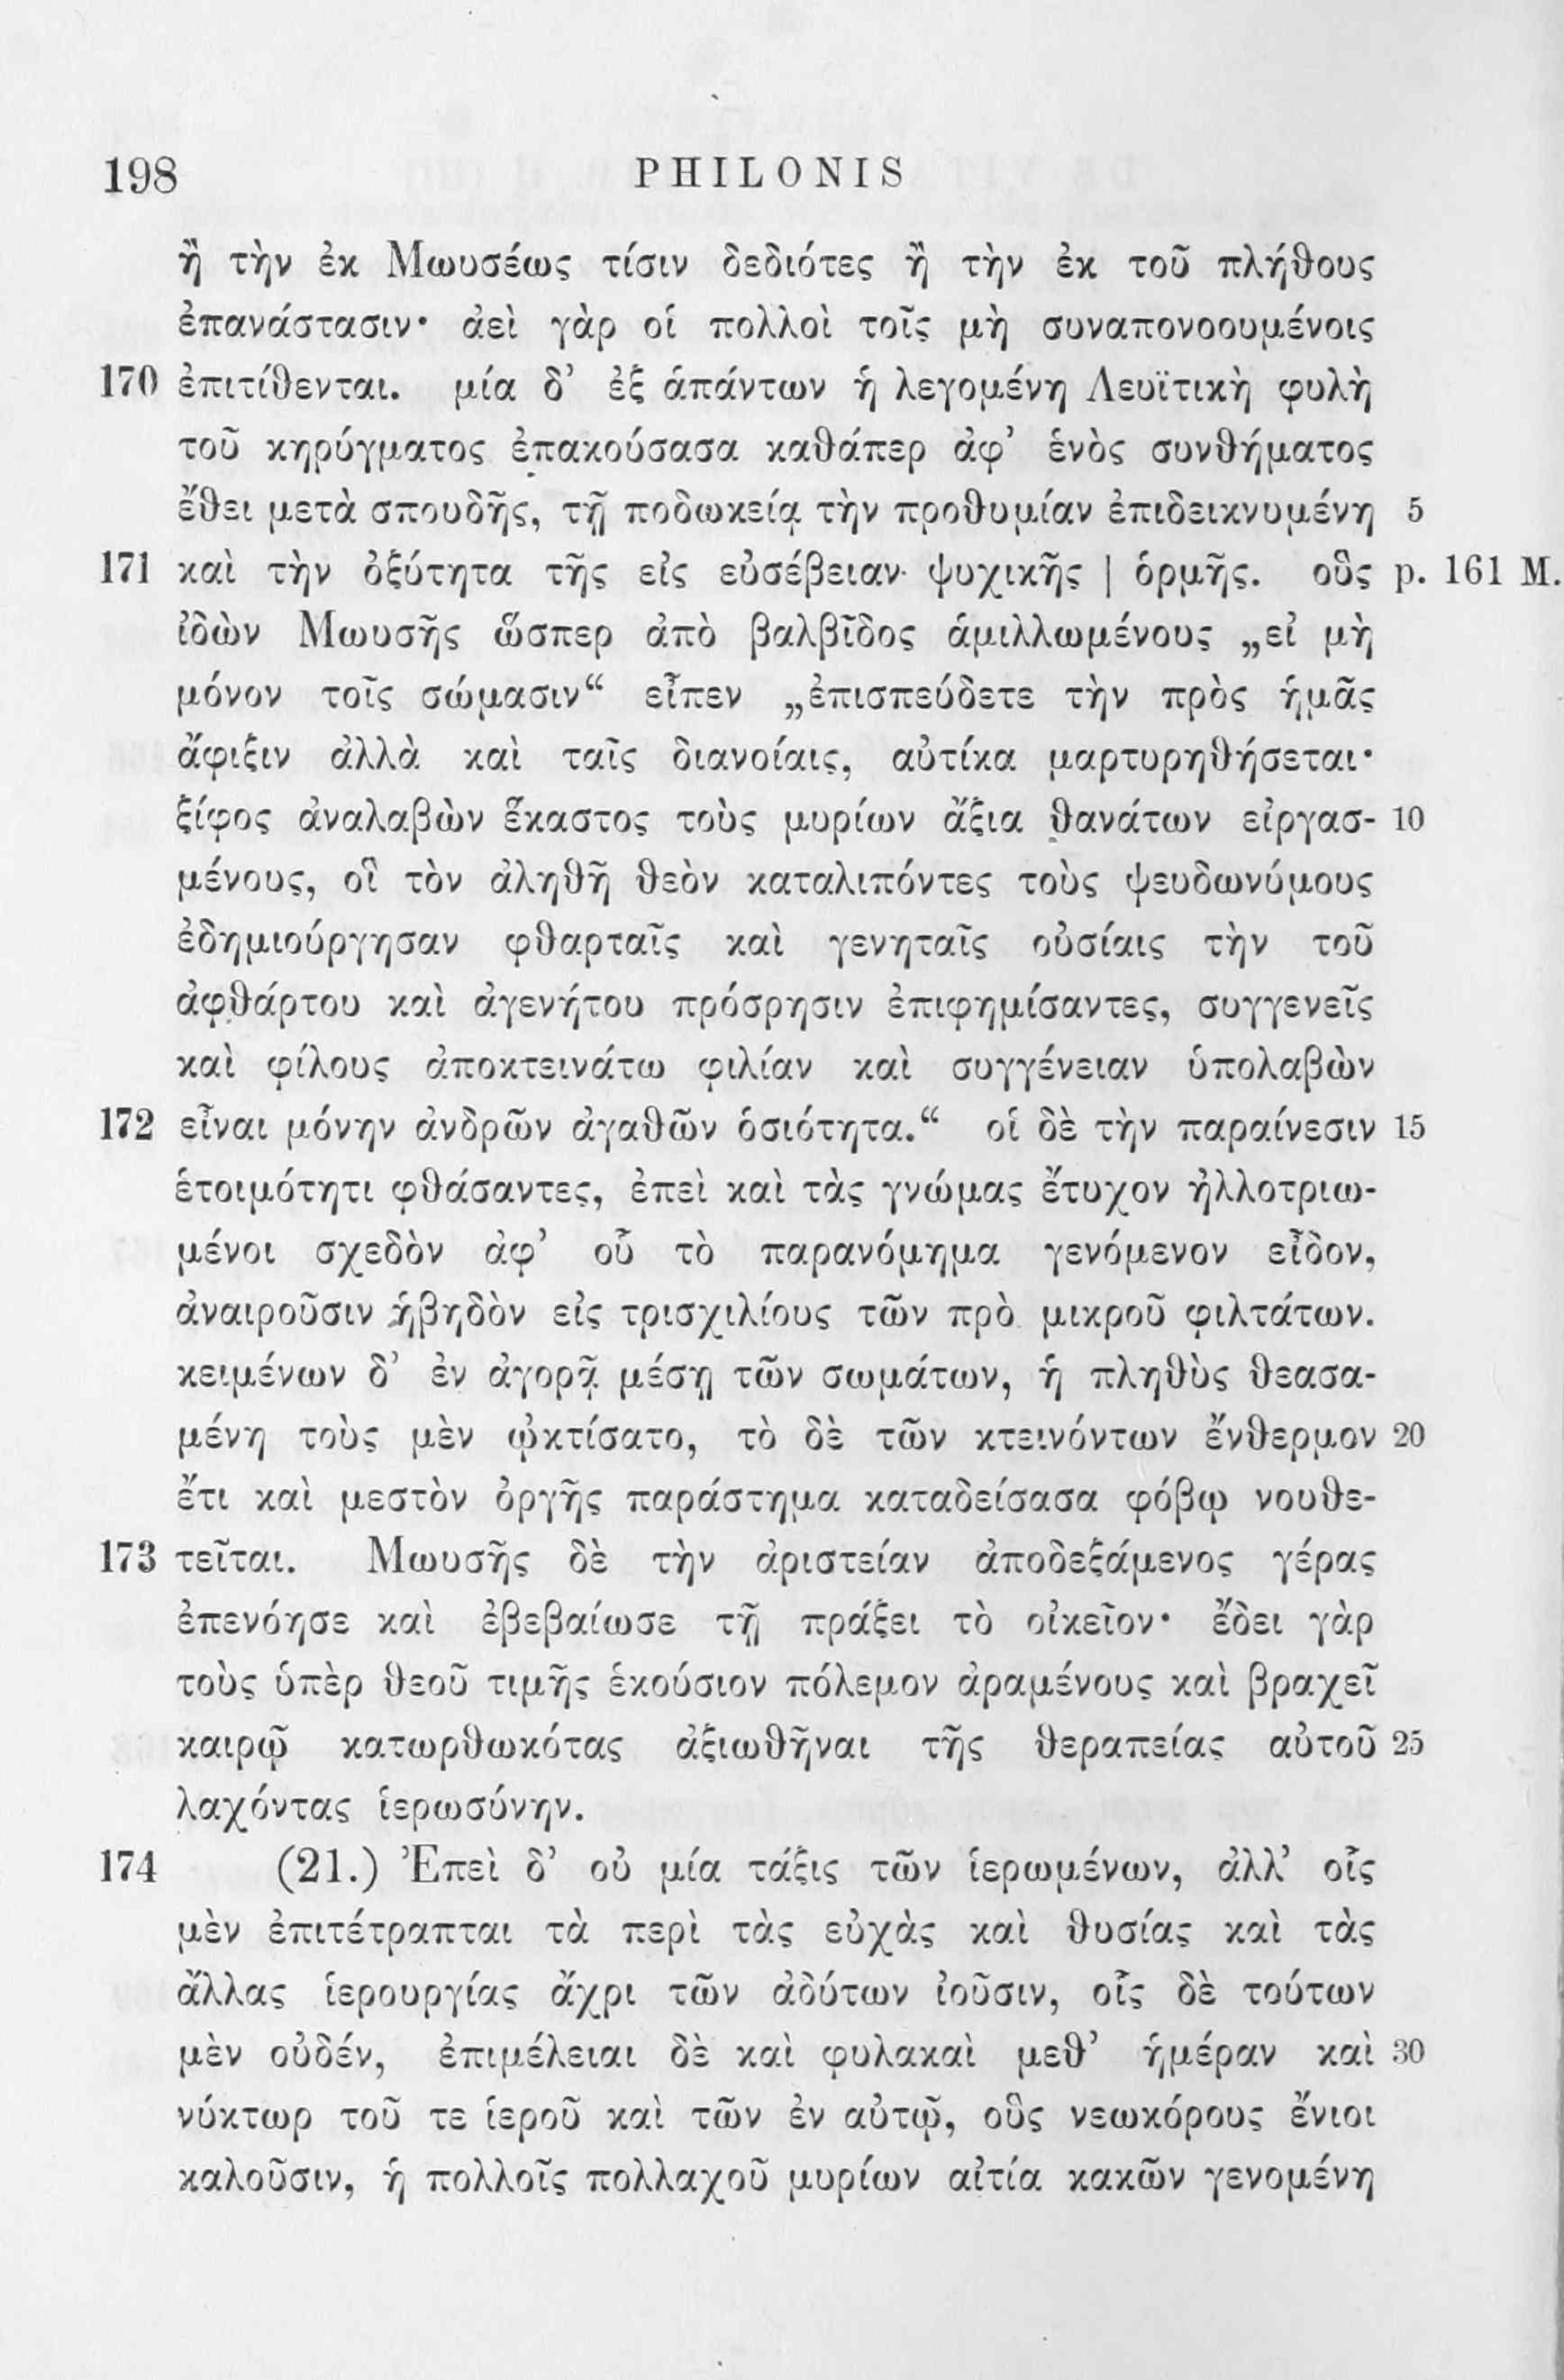 198 PHILONIS
ἢ τὴν ἐκ Μωυσέως τίσιν δεδιότες ἢ τὴν ἐκ τοῦ πλήθους
ἐπανάστασιν· ἀεὶ γὰρ οἱ πολλοὶ τοῖς μὴ συναπονοουμένοις
170 ἐπιτίθενται. μία δ’ ἐξ ἁπάντων ἡ λεγομένη Λευϊτικὴ φυλὴ
τοῦ κηρύγματος ἐπακούσασα καθάπερ ἀφ’ ἑνὸς συνθήματος
ἔθει μετὰ σπουδῆς, τῇ ποδωκείᾳ τὴν προθυμίαν ἐπιδεικνυμένη 5
171 καὶ τὴν ὀξύτητα τῆς εἰς εὐσέβειαν ψυχικῆς | ὁρμῆς. οὓς p. 161 M.
ἰδὼν Μωυσῆς ὥσπερ ἀπὸ βαλβῖδος ἁμιλλωμένους „εἰ μὴ
μόνον τοῖς σώμασιν“ εἶπεν „ἐπισπεύδετε τὴν πρὸς ἡμᾶς
ἄφιξιν ἀλλὰ καὶ ταῖς διανοίαις, αὐτίκα μαρτυρηθήσεται·
ξίφος ἀναλαβὼν ἕκαστος τοὺς μυρίων ἄξια θανάτων εἰργασ- 10
μένους, οἳ τὸν ἀληθῆ θεὸν καταλιπόντες τοὺς ψευδωνύμους
ἐδημιούργησαν φθαρταῖς καὶ γενηταῖς οὐσίαις τὴν τοῦ
ἀφθάρτου καὶ ἀγενήτου πρόσρησιν ἐπιφημίσαντες, συγγενεῖς
καὶ φίλους ἀποκτεινάτω φιλίαν καὶ συγγένειαν ὑπολαβὼν
172 εἶναι μόνην ἀνδρῶν ἀγαθῶν ὁσιότητα.“ οἱ δὲ τὴν παραίνεσιν 15
ἑτοιμότητι φθάσαντες, ἐπεὶ καὶ τὰς γνώμας ἔτυχον ἠλλοτριω-
μένοι σχεδὸν ἀφ’ οὗ τὸ παρανόμημα γενόμενον εἶδον,
ἀναιροῦσιν ἡβηδὸν εἰς τρισχιλίους τῶν πρὸ μικροῦ φιλτάτων.
κειμένων δ’ ἐν ἀγορᾷ μέσῃ τῶν σωμάτων, ἡ πληθὺς θεασα-
μένη τοὺς μὲν ᾠκτίσατο, τὸ δὲ τῶν κτεινόντων ἔνθερμον 20
ἔτι καὶ μεστὸν ὀργῆς παράστημα καταδείσασα φόβῳ νουθε-
173 τεῖται. Μωυσῆς δὲ τὴν ἀριστείαν ἀποδεξάμενος γέρας
ἐπενόησε καὶ ἐβεβαίωσε τῇ πράξει τὸ οἰκεῖον· ἔδει γὰρ
τοὺς ὑπὲρ θεοῦ τιμῆς ἑκούσιον πόλεμον ἀραμένους καὶ βραχεῖ
καιρῷ κατωρθωκότας ἀξιωθῆναι τῆς θεραπείας αὐτοῦ 25
λαχόντας ἱερωσύνην.
174 (21.) Ἐπεὶ δ’ οὐ μία τάξις τῶν ἱερωμένων, ἀλλ’ οἷς
μὲν ἐπιτέτραπται τὰ περὶ τὰς εὐχὰς καὶ θυσίας καὶ τὰς
ἄλλας ἱερουργίας ἄχρι τῶν ἀδύτων ἰοῦσιν, οἷς δὲ τούτων
μὲν οὐδέν, ἐπιμέλειαι δὲ καὶ φυλακαὶ μεθ’ ἡμέραν καὶ 30
νύκτωρ τοῦ τε ἱεροῦ καὶ τῶν ἐν αὐτῷ, οὓς νεωκόρους ἔνιοι
καλοῦσιν, ἡ πολλοῖς πολλαχοῦ μυρίων αἰτία κακῶν γενομένη